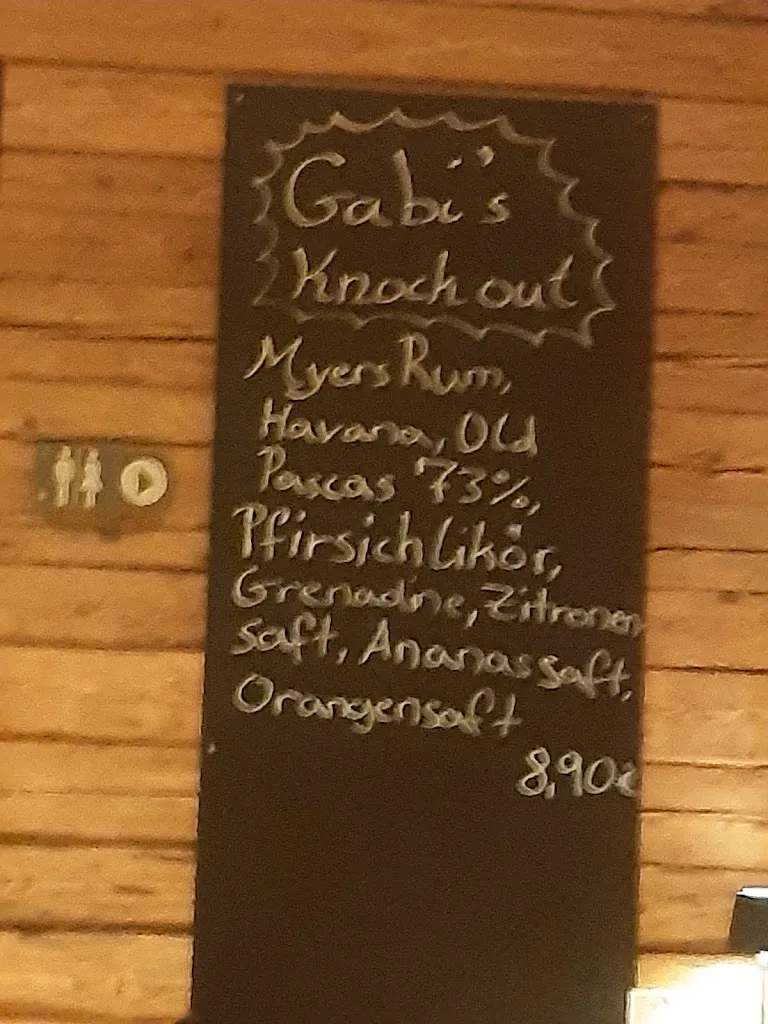 Gabi's
Knock out
Myers Rum,
Havana, Old
Pascas 73%,
Pfirsichlikör,
Grenadine, Zitronen
saft, Ananassaft,
Orangensaft
8,90€